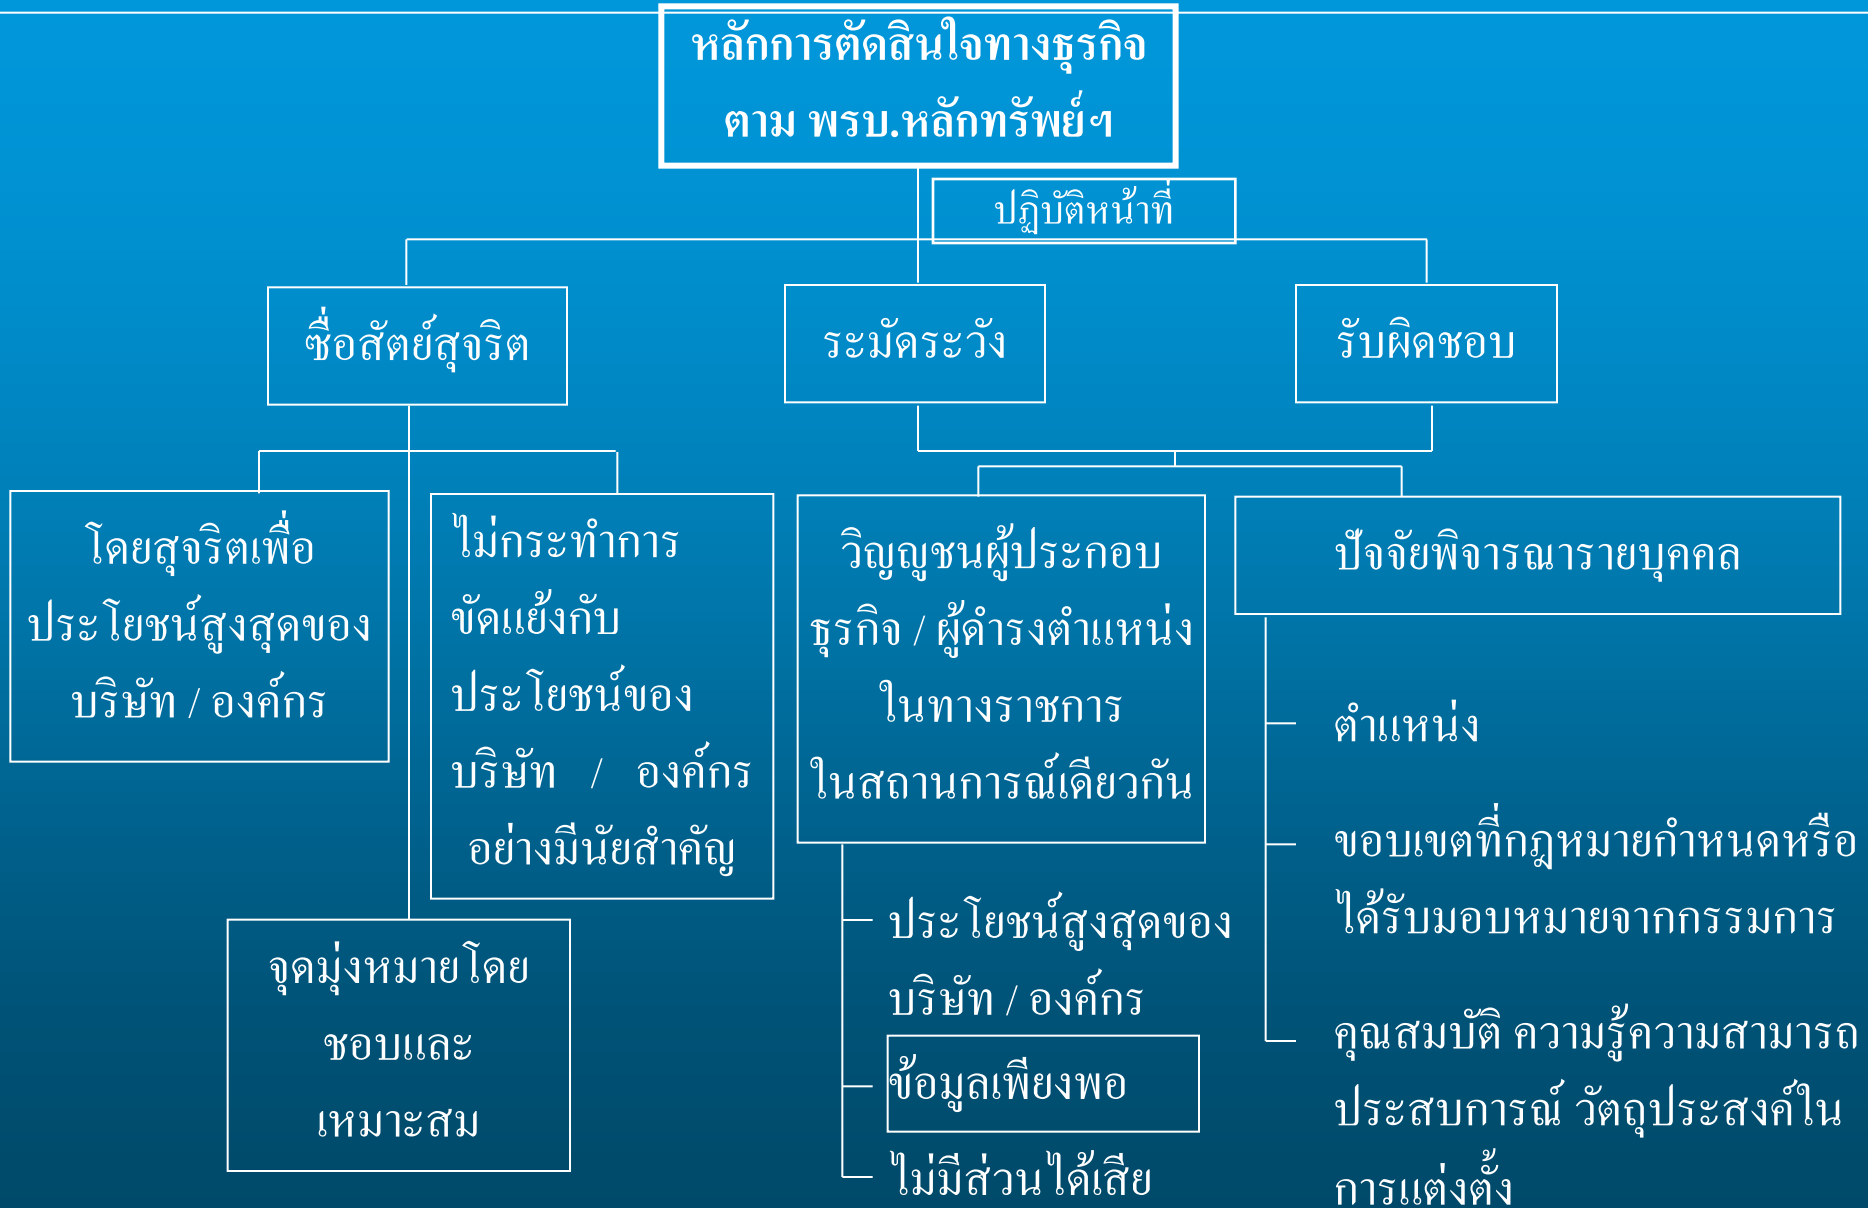 หลักการตัดสินใจทางธุรกิจ
ตาม พรบ.หลักทรัพย์ฯ
ปฏิบัติหน้าที่
ซื่อสัตย์สุจริต
ระมัดระวัง
รับผิดชอบ
โดยสุจริตเพื่อ
ประโยชน์สูงสุดของ
บริษัท / องค์กร
ไม่กระทำการ
ขัดแย้งกับ
ประโยชน์ของ
บริษัท / องค์กร
อย่างมีนัยสำคัญ
จุดมุ่งหมายโดย
ชอบและ
เหมาะสม
วิญญูชนผู้ประกอบ
ธุรกิจ / ผู้ดำรงตำแหน่ง
ในทางราชการ
ในสถานการณ์เดียวกัน
ประโยชน์สูงสุดของ
บริษัท / องค์กร
ข้อมูลเพียงพอ
ไม่มีส่วนได้เสีย
ปัจจัยพิจารณารายบุคคล
ตำแหน่ง
ขอบเขตที่กฎหมายกำหนดหรือ
ได้รับมอบหมายจากกรรมการ
คุณสมบัติ ความรู้ความสามารถ
ประสบการณ์ วัตถุประสงค์ใน
การแต่งตั้ง